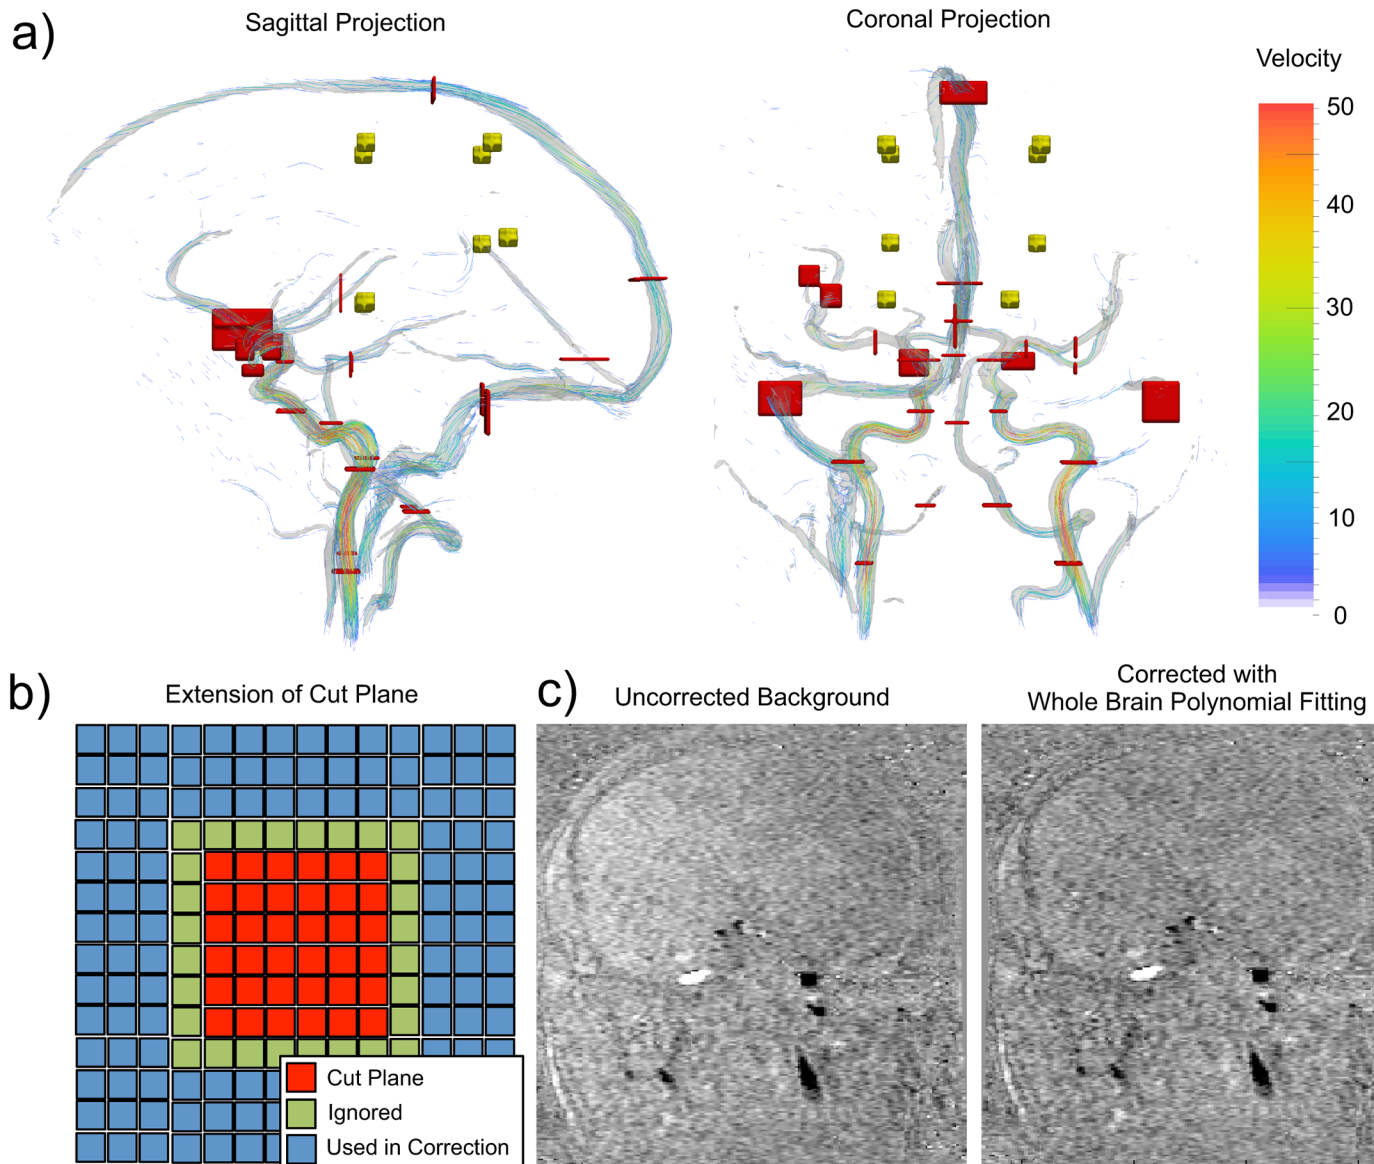 a)
Sagittal Projection
Coronal Projection
Velocity
50
40
30
20
10
0
b)
Extension of Cut Plane
Cut Plane
Ignored
Used in Correction
c)
Uncorrected Background
Corrected with
Whole Brain Polynomial Fitting